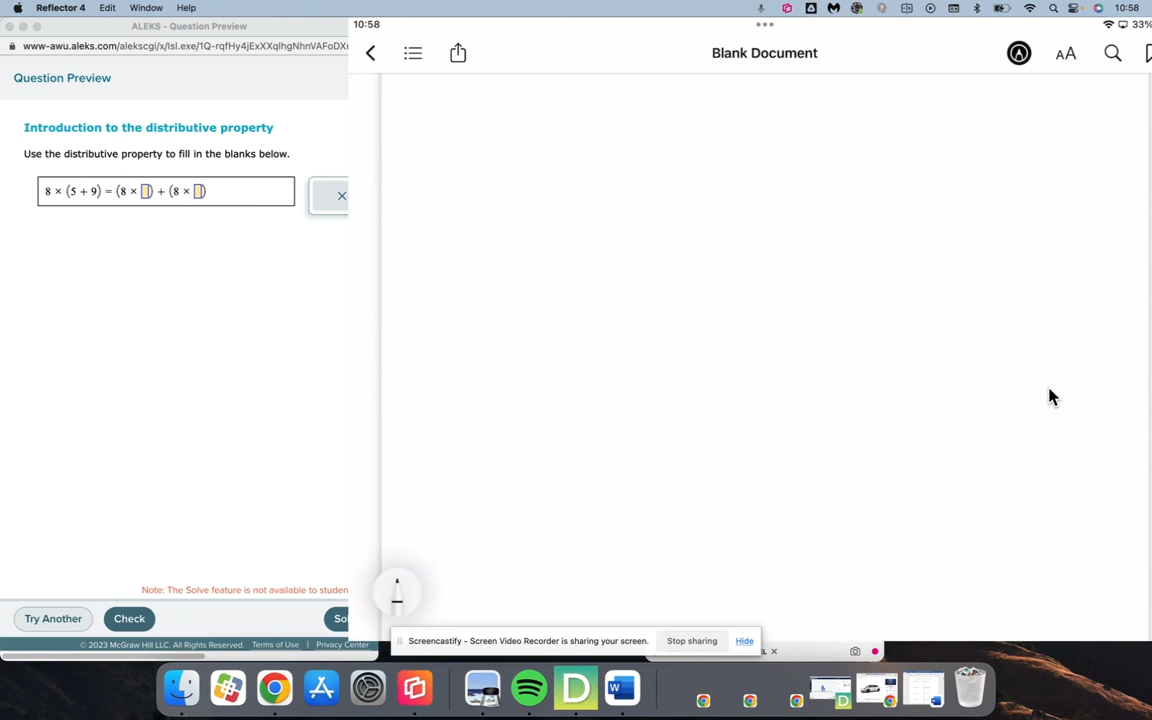 Reflector 4 Edit Window Help 10:58
ALEKS - Question Preview
www-awu.aleks.com/alekscgi/x/lsl.exe/1Q-rqfHy4jExXXqlhgNhnVAFoDX
10:58 33%
Blank Document
AA
Question Preview
Introduction to the distributive property
Use the distributive property to fill in the blanks below.
8 × (5 + 9) = (8 × ) + (8 × )
×
Note: The Solve feature is not available to studen
Try Another Check So
© 2023 McGraw Hill LLC. All Rights Reserved. Terms of Use | Privacy Center
Screencastify - Screen Video Recorder is sharing your screen. Stop sharing Hide